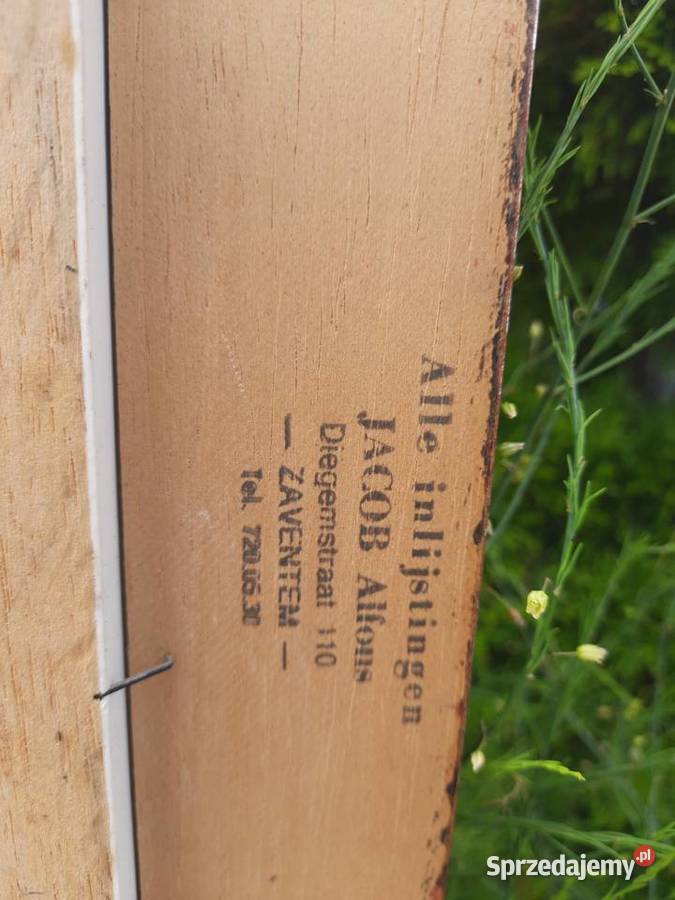 Alle inlijstingen
JACOB Alfons
Diegemstraat 110
— ZAVENTEM —
Tel. 720.05.30
Sprzedajemy.pl